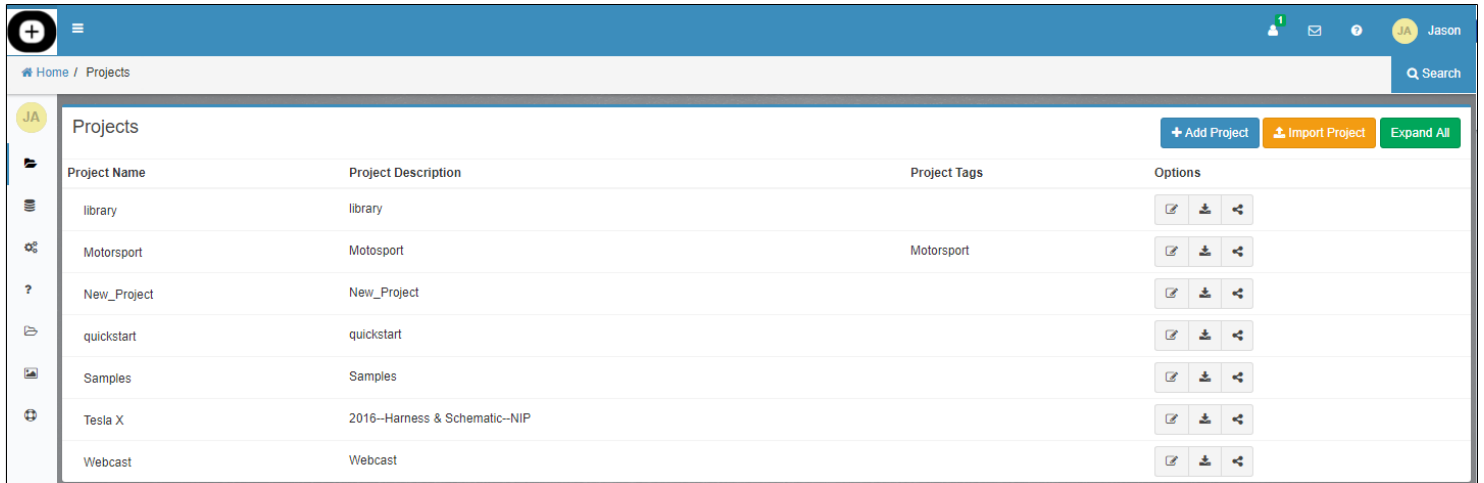 1
JA Jason
Home / Projects
Search
JA
Projects
Add Project Import Project Expand All
Project Name Project Description Project Tags Options
library library
Motorsport Motosport Motorsport
New_Project New_Project
quickstart quickstart
Samples Samples
Tesla X 2016--Harness & Schematic--NIP
Webcast Webcast